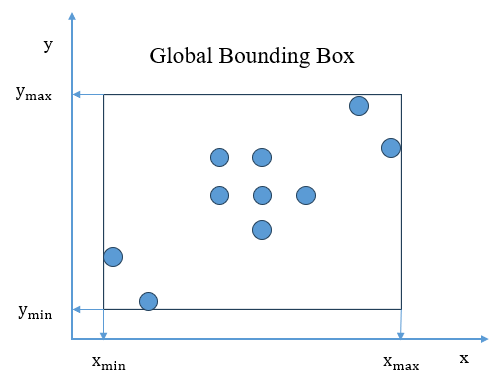 y
Global Bounding Box
ymax
ymin
xmin
xmax
x